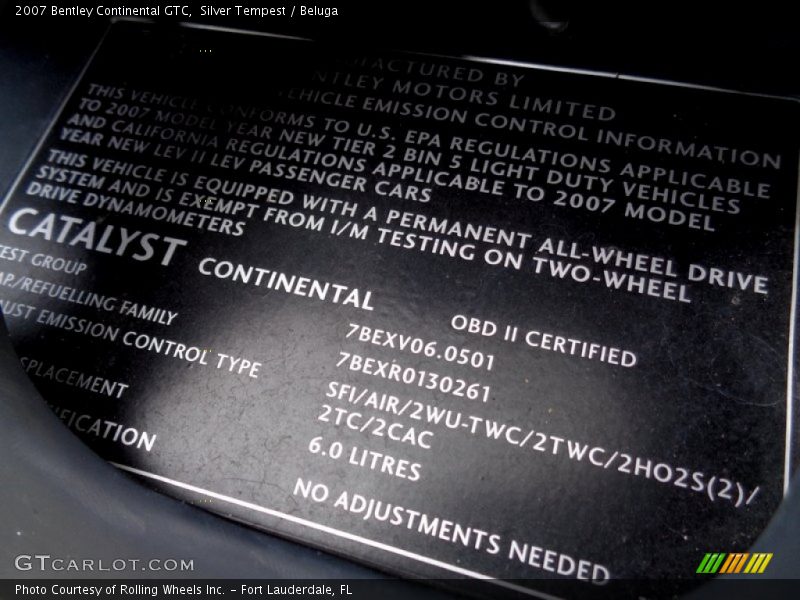 2007 Bentley Continental GTC, Silver Tempest / Beluga
FACTURED BY
NTLEY MOTORS LIMITED
EHICLE EMISSION CONTROL INFORMATION
THIS VEHICLE CONFORMS TO U.S. EPA REGULATIONS APPLICABLE
TO 2007 MODEL YEAR NEW TIER 2 BIN 5 LIGHT DUTY VEHICLES
AND CALIFORNIA REGULATIONS APPLICABLE TO 2007 MODEL
YEAR NEW LEV II LEV PASSENGER CARS
THIS VEHICLE IS EQUIPPED WITH A PERMANENT ALL-WHEEL DRIVE
SYSTEM AND IS EXEMPT FROM I/M TESTING ON TWO-WHEEL
DRIVE DYNAMOMETERS
CATALYST CONTINENTAL OBD II CERTIFIED
TEST GROUP 7BEXV06.0501
AP./REFUELLING FAMILY 7BEXR0130261
UST EMISSION CONTROL TYPE SFI/AIR/2WU-TWC/2TWC/2HO2S(2)/
2TC/2CAC
SPLACEMENT 6.0 LITRES
IFICATION NO ADJUSTMENTS NEEDED
GTCARLOT.COM
Photo Courtesy of Rolling Wheels Inc. - Fort Lauderdale, FL